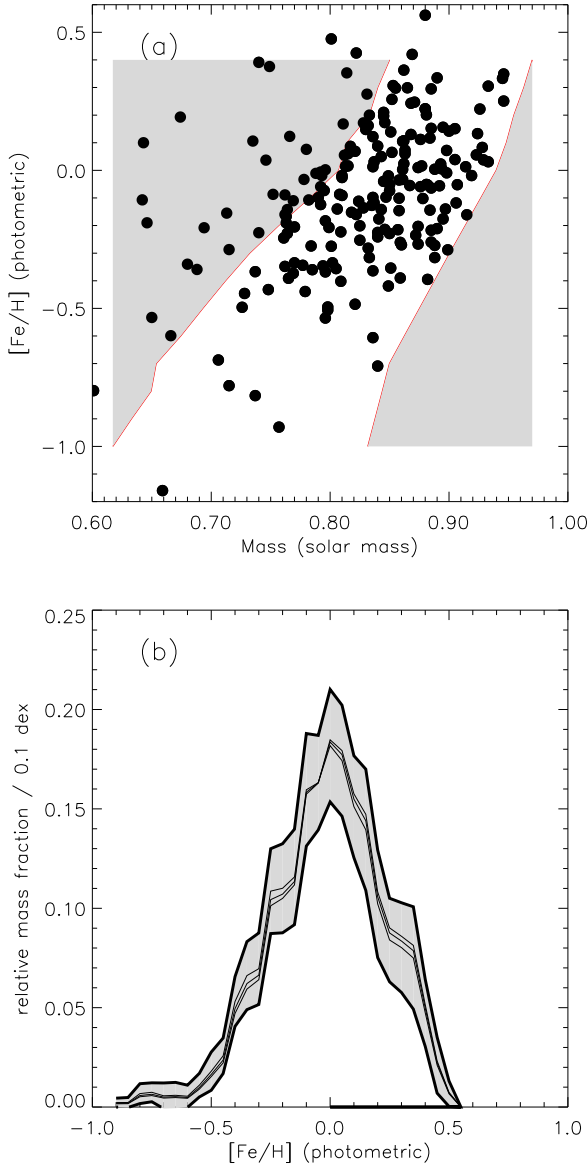 (a)
0.5
0.0
−0.5
−1.0
[Fe/H] (photometric)
0.60 0.70 0.80 0.90 1.00
Mass (solar mass)
(b)
0.25
0.20
0.15
0.10
0.05
0.00
relative mass fraction / 0.1 dex
−1.0 −0.5 0.0 0.5 1.0
[Fe/H] (photometric)